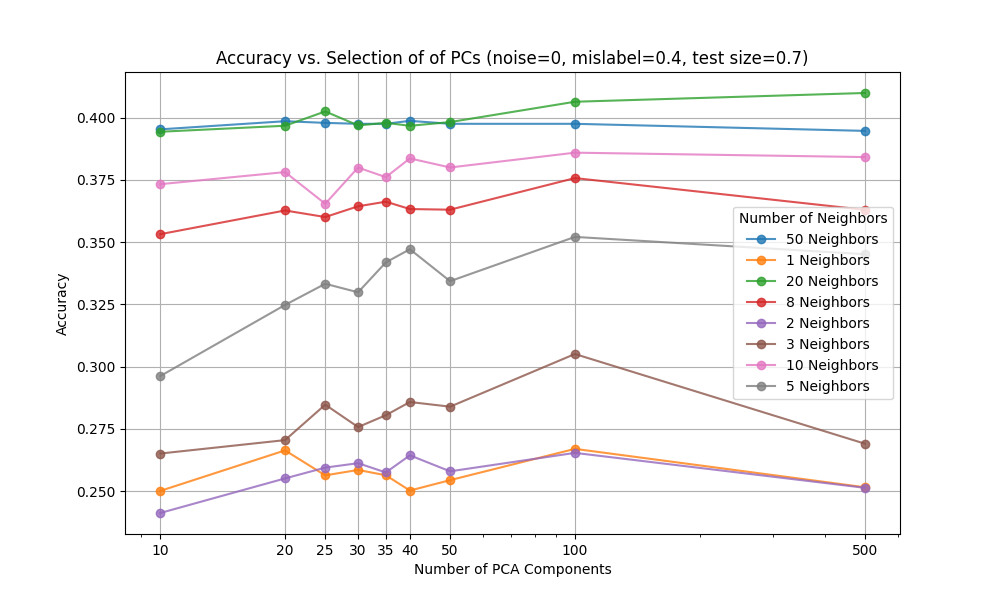 Accuracy vs. Selection of of PCs (noise=0, mislabel=0.4, test size=0.7)
0.400
0.375
0.350
0.325
0.300
0.275
0.250
Accuracy
Number of Neighbors
50 Neighbors
1 Neighbors
20 Neighbors
8 Neighbors
2 Neighbors
3 Neighbors
10 Neighbors
5 Neighbors
10 20 25 30 35 40 50 100 500
Number of PCA Components